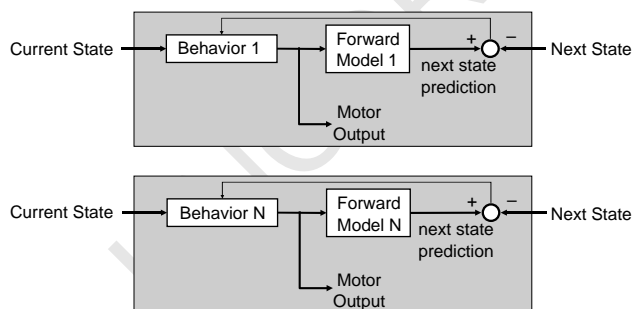 Current State
Behavior 1
Forward
Model 1
+
−
Next State
next state
prediction
Motor
Output
Current State
Behavior N
Forward
Model N
+
−
Next State
next state
prediction
Motor
Output